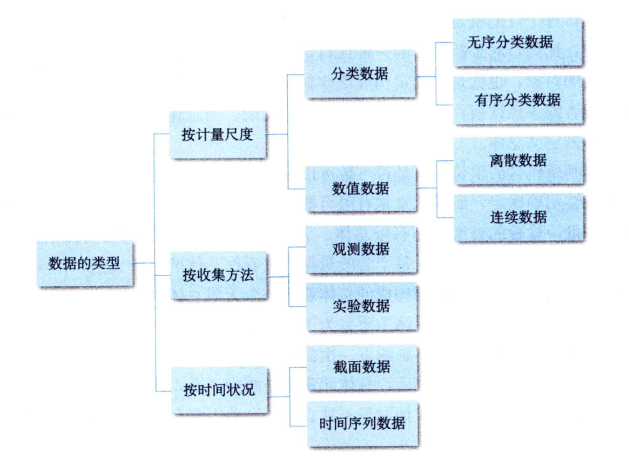 数据的类型
按计量尺度
分类数据
无序分类数据
有序分类数据
数值数据
离散数据
连续数据
按收集方法
观测数据
实验数据
按时间状况
截面数据
时间序列数据